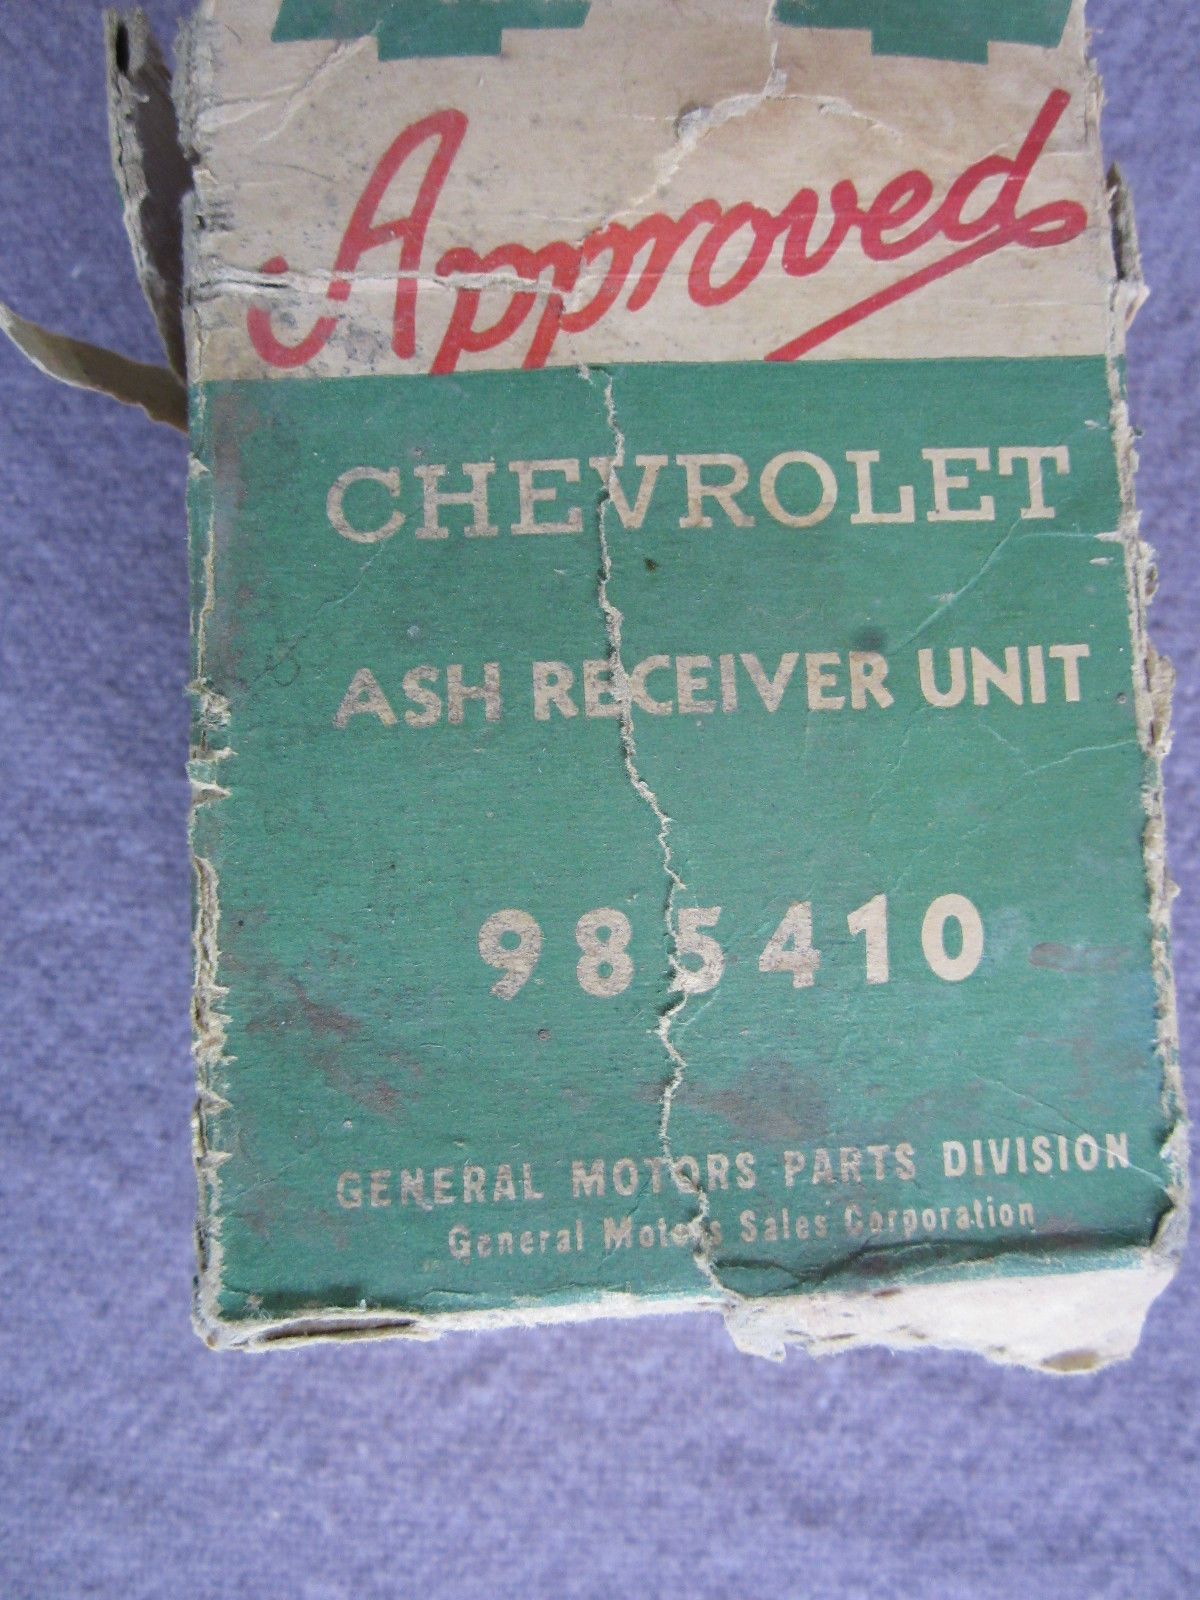 Approved
CHEVROLET
ASH RECEIVER UNIT
985410
GENERAL MOTORS PARTS DIVISION
General Motors Sales Corporation